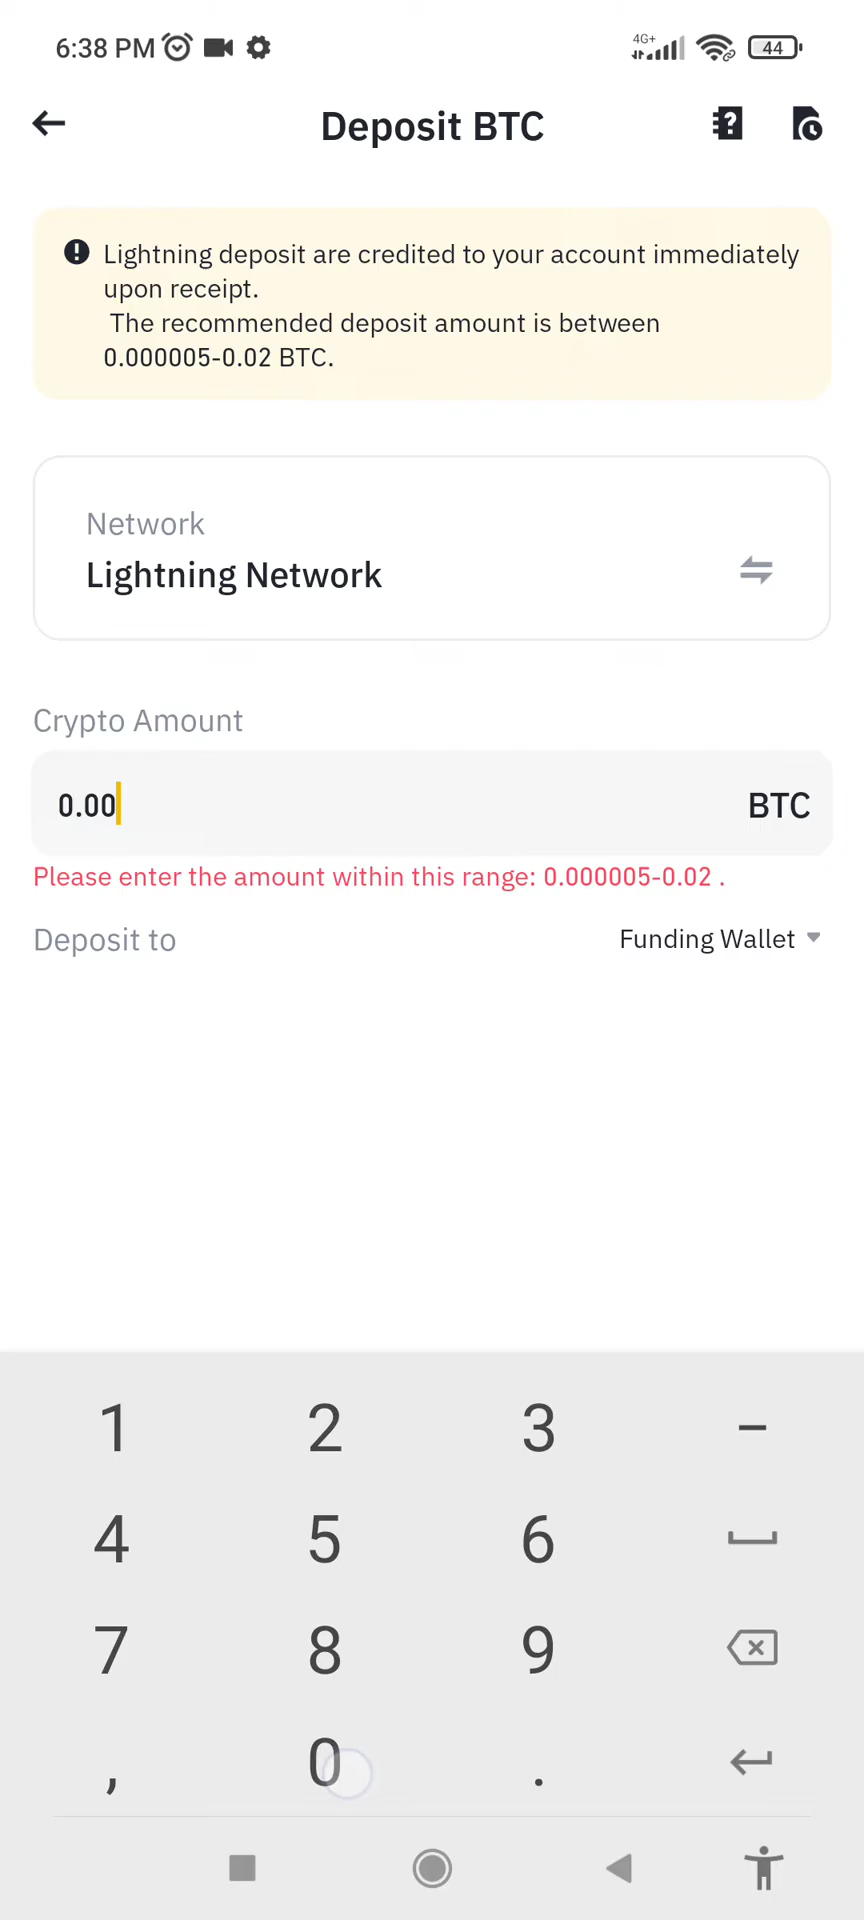 6:38 PM 4G+ 44
Deposit BTC
Lightning deposit are credited to your account immediately
upon receipt.
The recommended deposit amount is between
0.000005-0.02 BTC.
Network
Lightning Network
Crypto Amount
0.00 BTC
Please enter the amount within this range: 0.000005-0.02 .
Deposit to Funding Wallet
1 2 3 -
4 5 6
7 8 9
, 0 .